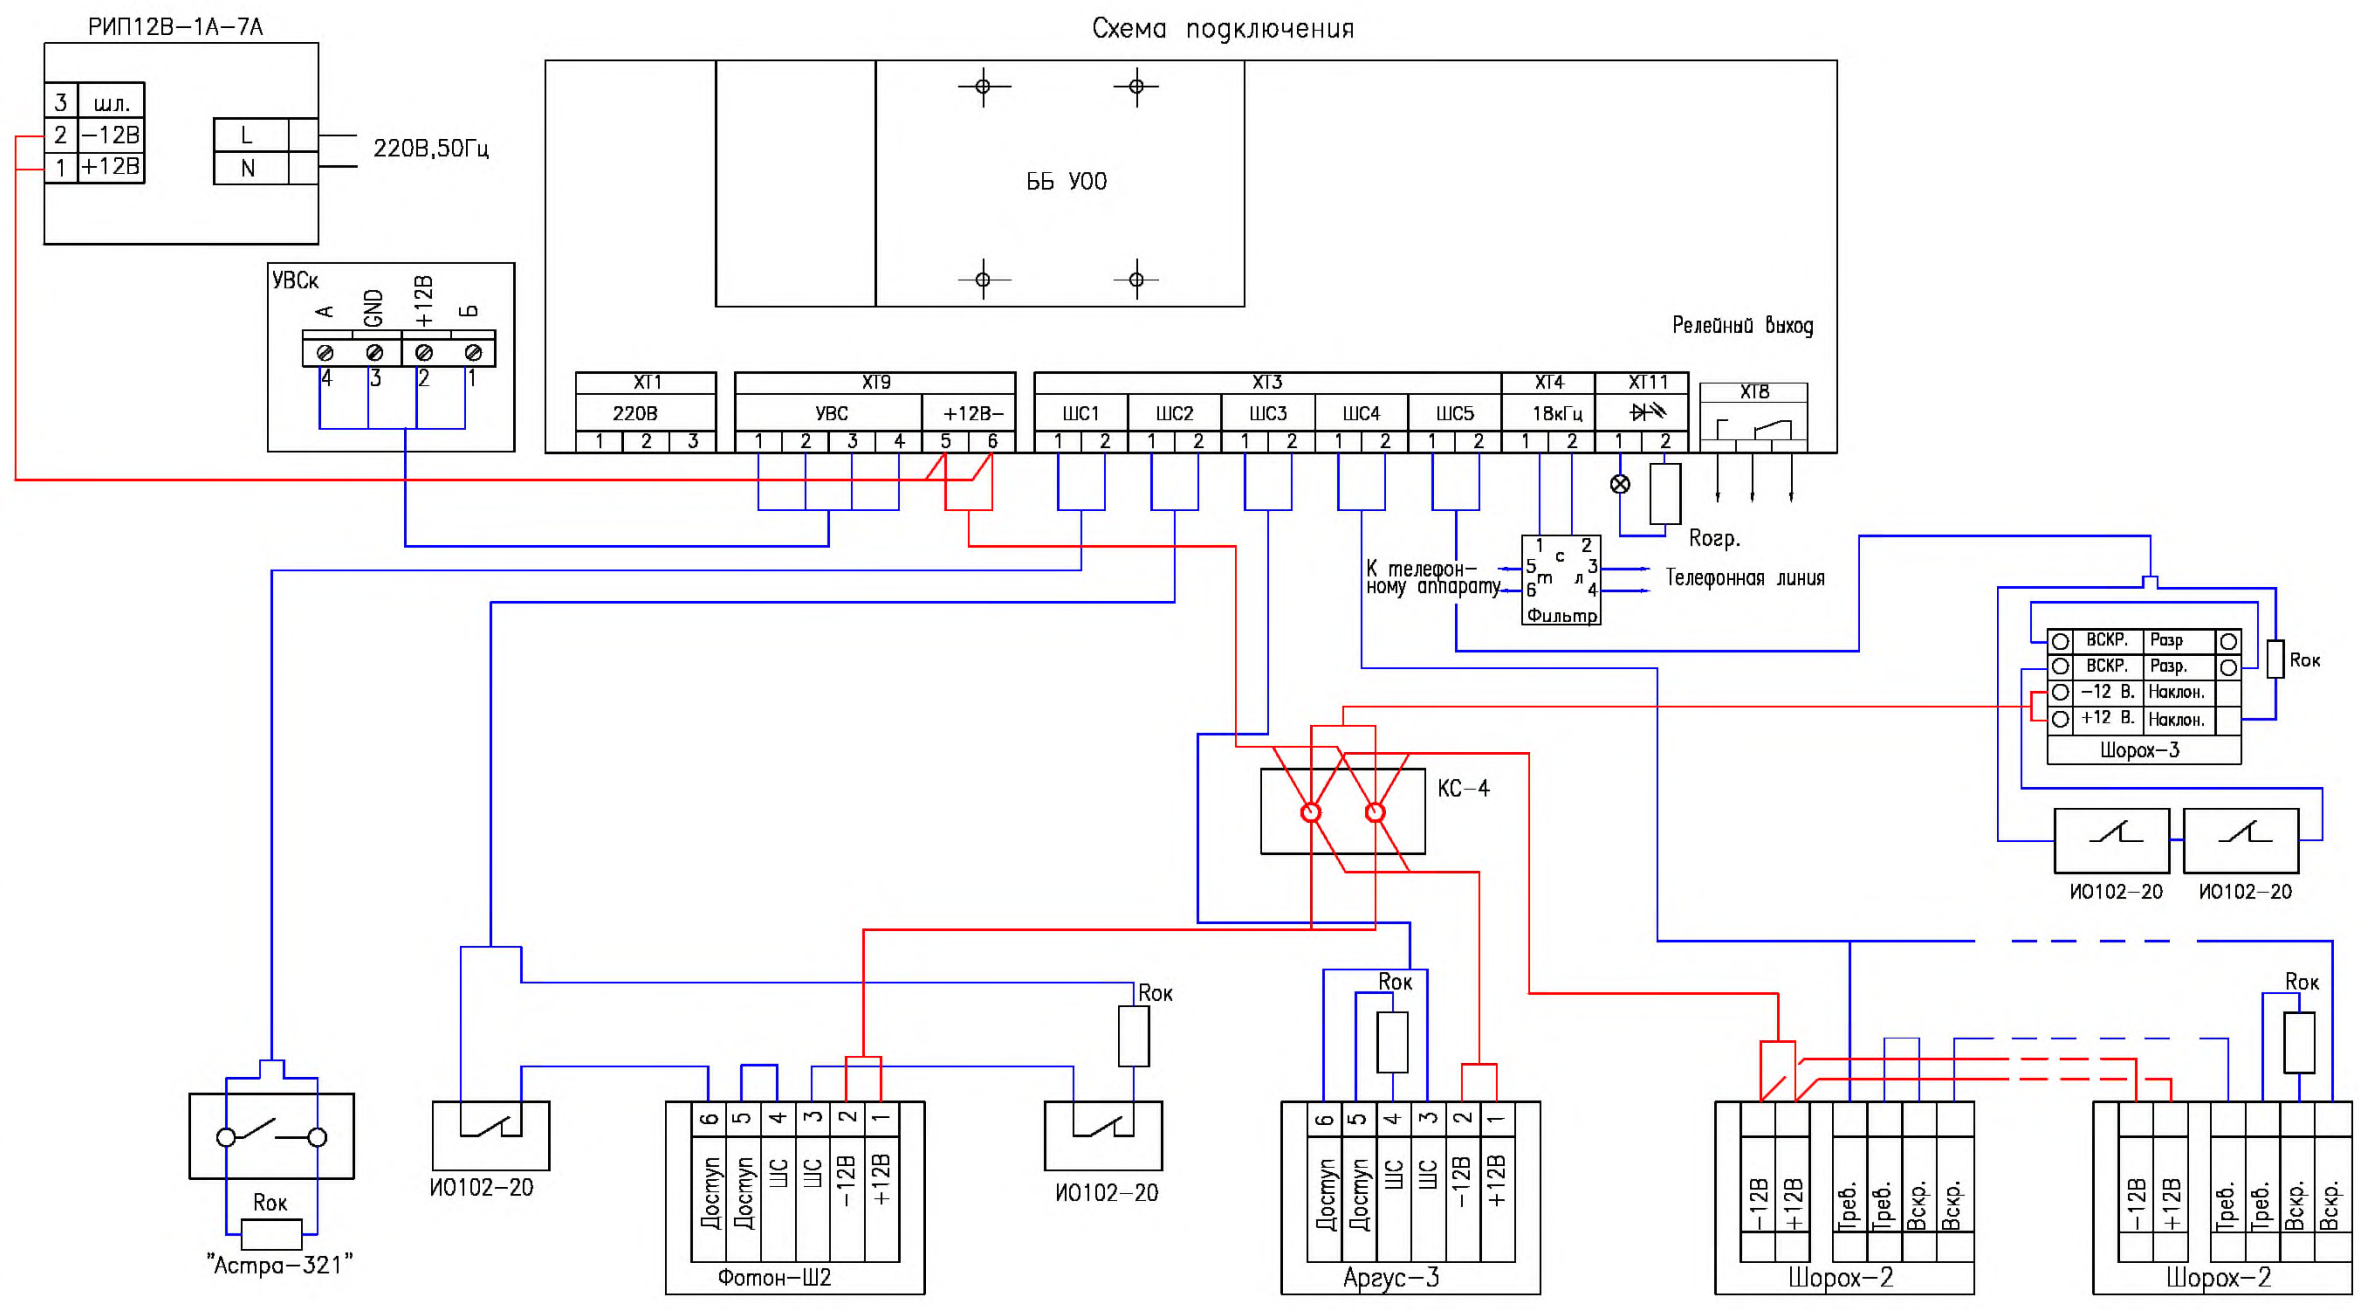 РИП12В-1А-7А
Схема подключения
3 шл.
2 -12В
1 +12В
L
N
220В,50Гц
ББ УОО
УВСк
А
GND
+12В
Б
4 3 2 1
Релейный выход
ХТ1
220В
1 2 3
ХТ9
УВС +12В-
1 2 3 4 5 6
ХТ3
ШС1 ШС2 ШС3 ШС4 ШС5
1 2 1 2 1 2 1 2 1 2
ХТ4
18кГц
1 2
ХТ11
1 2
ХТ8
Rогр.
1 2
с
5 т л 3
6 4
Фильтр
К телефон-
ному аппарату
Телефонная линия
ВСКР. Разр
ВСКР. Разр.
-12 В. Наклон.
+12 В. Наклон.
Шорох-3
Rок
КС-4
ИО102-20
ИО102-20
Rок
"Астра-321"
ИО102-20
6 5 4 3 2 1
Доступ
Доступ
ШС
ШС
-12В
+12В
Фотон-Ш2
Rок
ИО102-20
Rок
6 5 4 3 2 1
Доступ
Доступ
ШС
ШС
-12В
+12В
Аргус-3
-12В
+12В
Трев.
Трев.
Вскр.
Вскр.
Шорох-2
Rок
-12В
+12В
Трев.
Трев.
Вскр.
Вскр.
Шорох-2